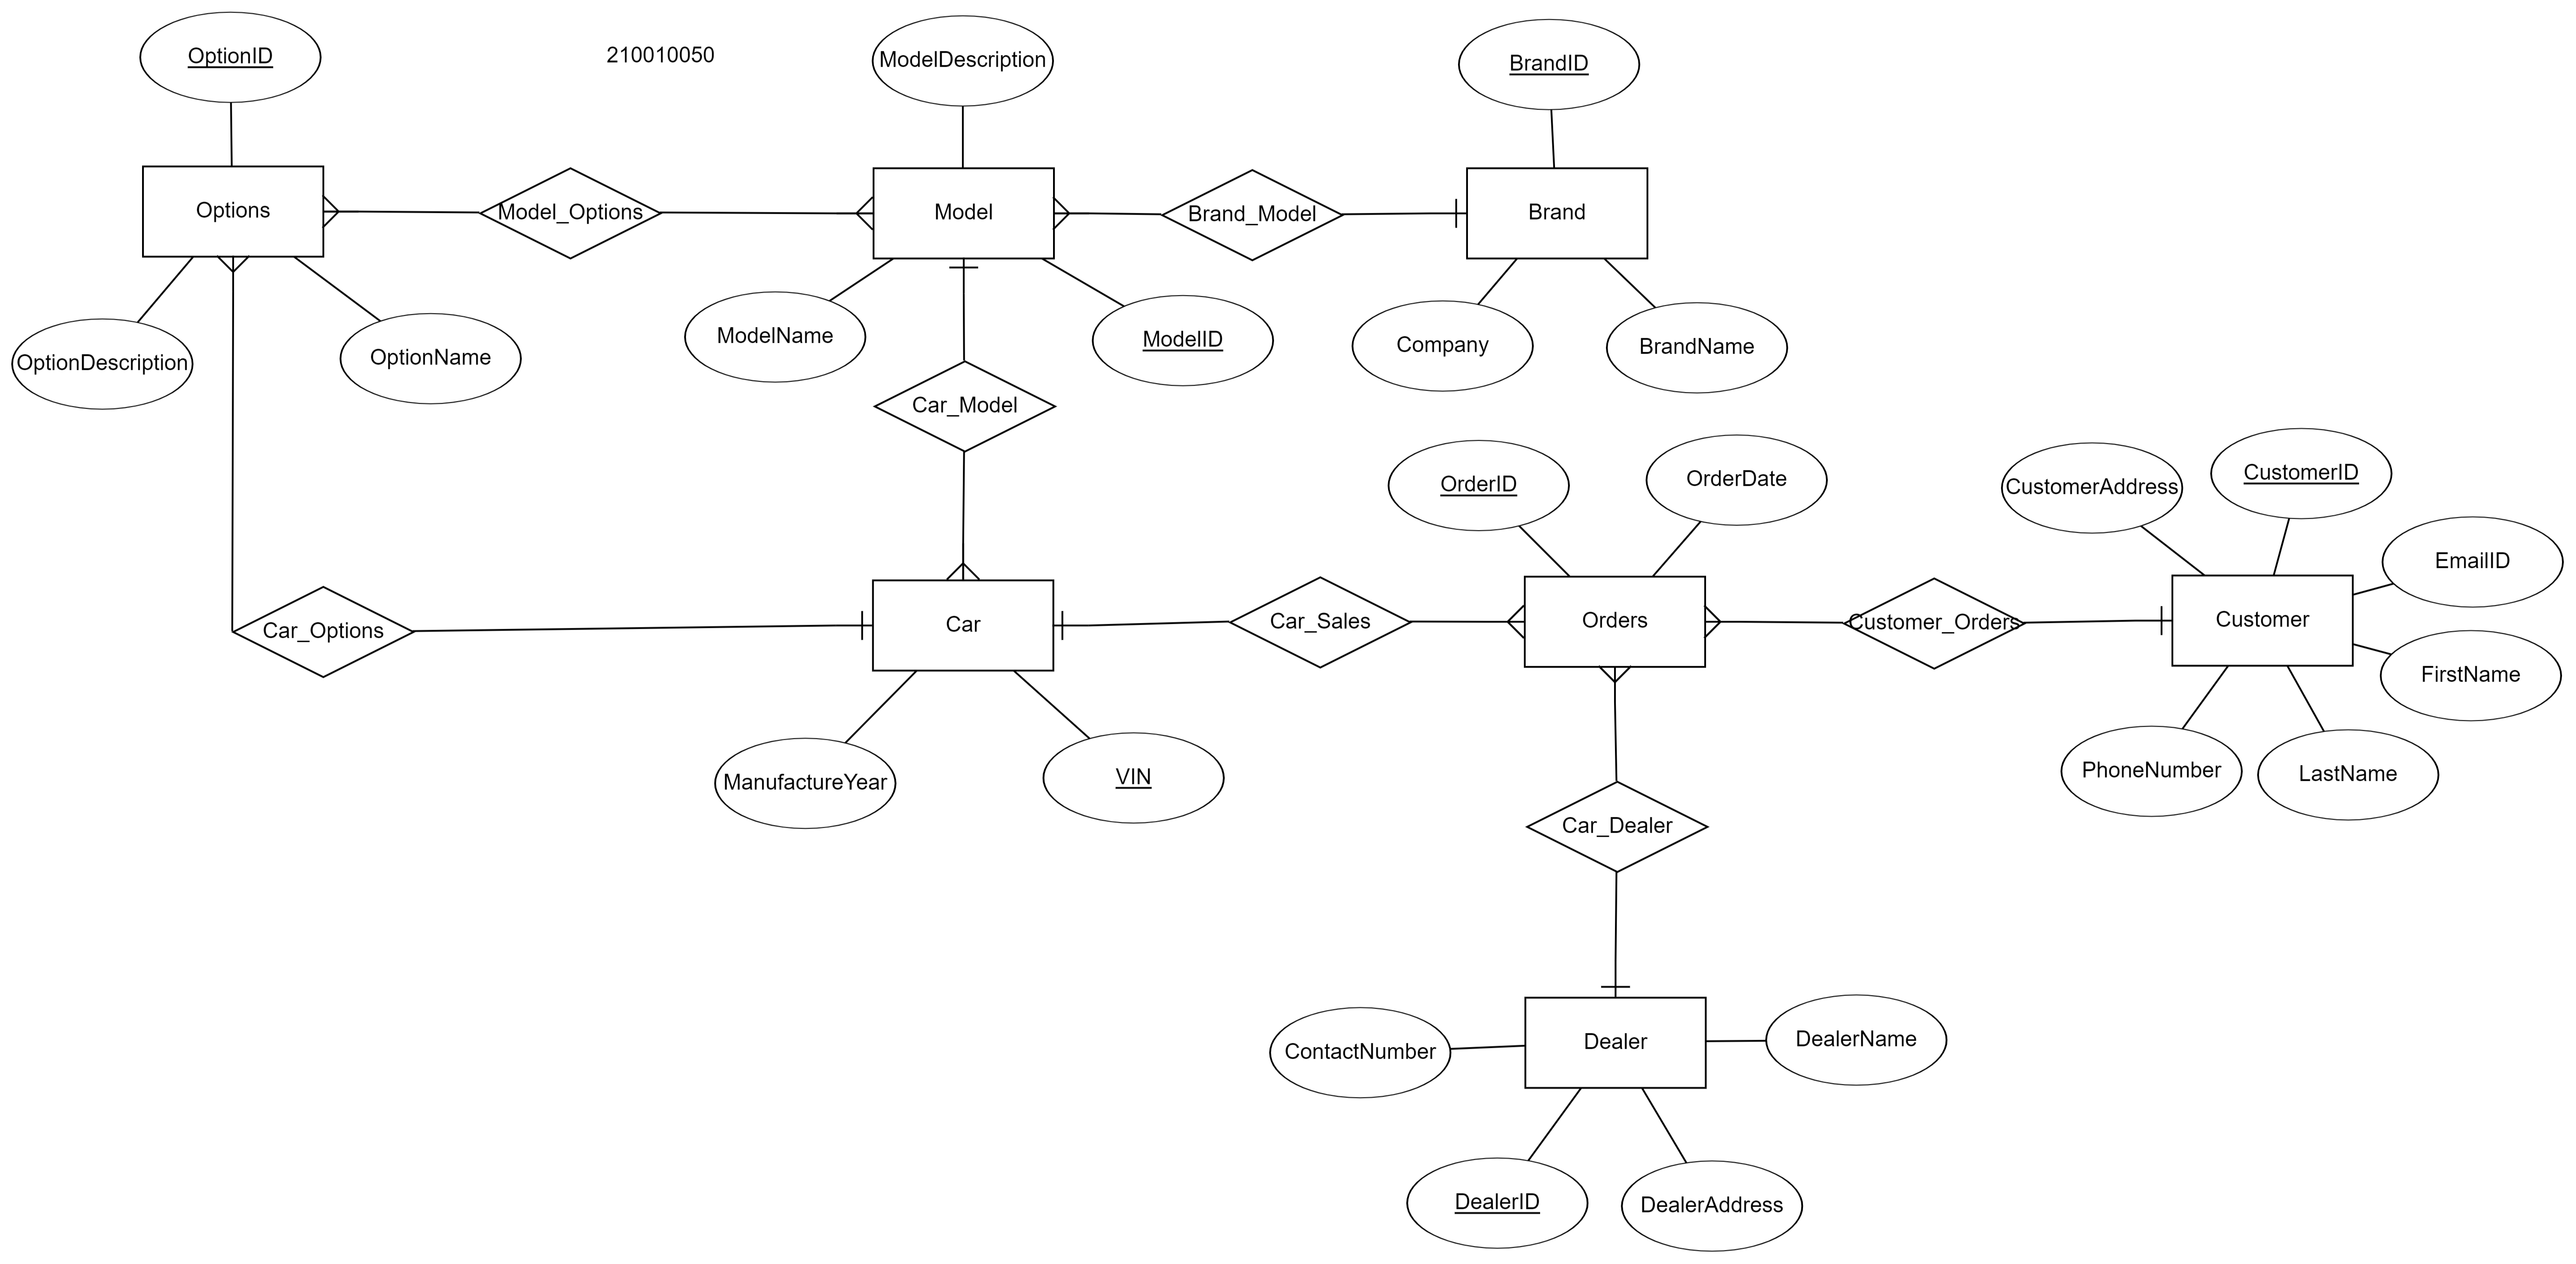 OptionID
210010050
ModelDescription
BrandID
Options
Model_Options
Model
Brand_Model
Brand
OptionDescription
OptionName
ModelName
ModelID
Company
BrandName
Car_Model
OrderID
OrderDate
CustomerAddress
CustomerID
EmailID
Car_Options
Car
Car_Sales
Orders
Customer_Orders
Customer
FirstName
ManufactureYear
VIN
PhoneNumber
LastName
Car_Dealer
ContactNumber
Dealer
DealerName
DealerID
DealerAddress